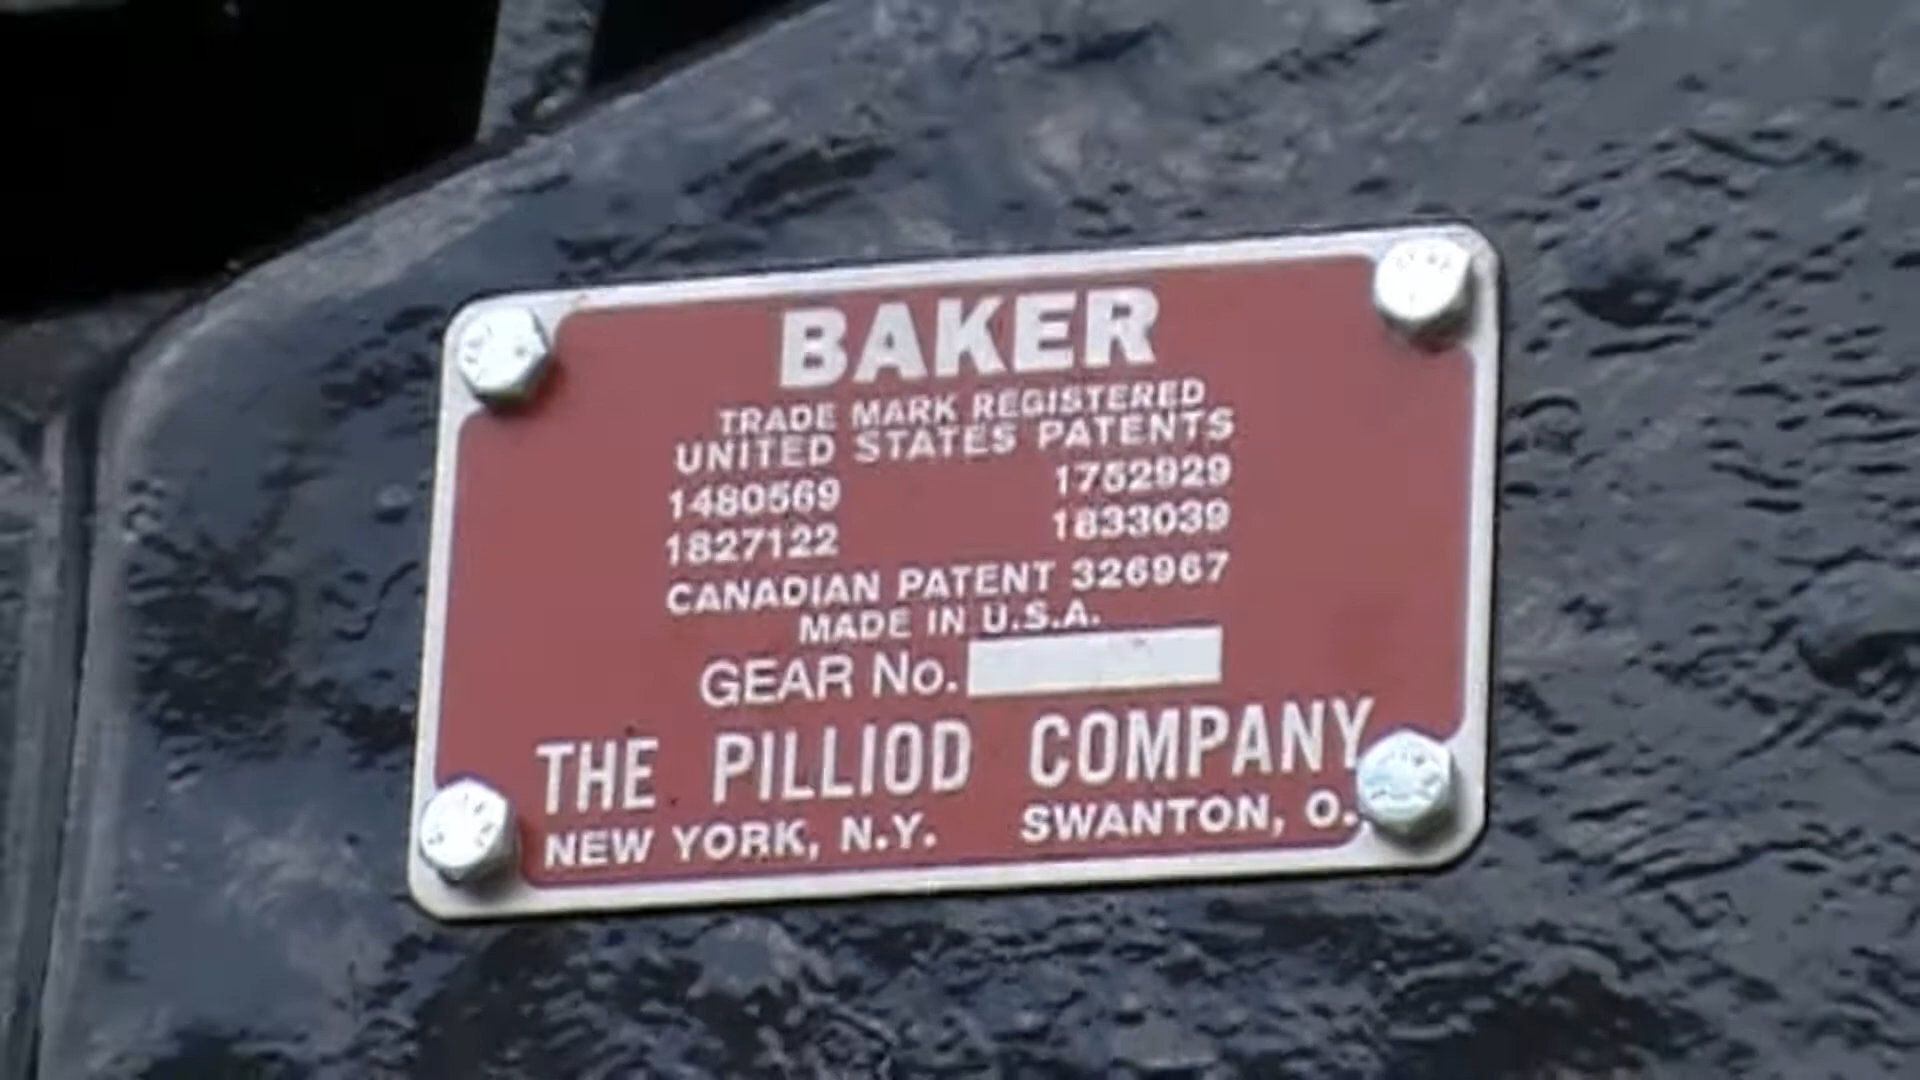 BAKER
TRADE MARK REGISTERED
UNITED STATES PATENTS
1480569 1752929
1827122 1833039
CANADIAN PATENT 326967
MADE IN U.S.A.
GEAR No.
THE PILLIOD COMPANY
NEW YORK, N.Y. SWANTON, O.